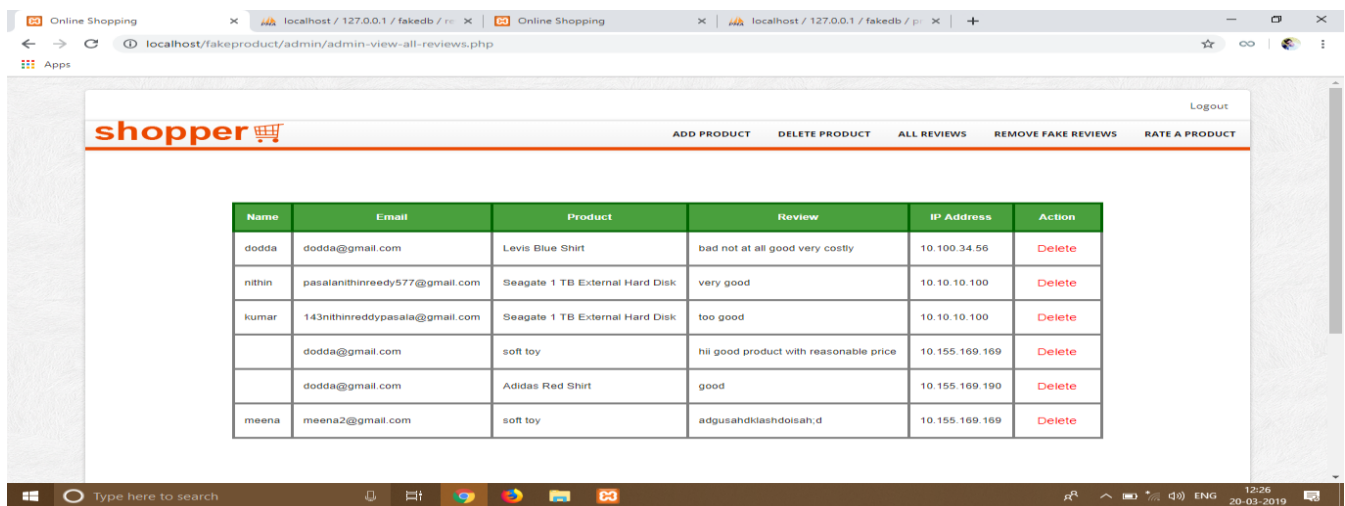 Online Shopping
localhost / 127.0.0.1 / fakedb / re
Online Shopping
localhost / 127.0.0.1 / fakedb / pr
localhost/fakeproduct/admin/admin-view-all-reviews.php
Apps
Logout
shopper
ADD PRODUCT DELETE PRODUCT ALL REVIEWS REMOVE FAKE REVIEWS RATE A PRODUCT
Name Email Product Review IP Address Action
dodda dodda@gmail.com Levis Blue Shirt bad not at all good very costly 10.100.34.56 Delete
nithin pasalanithinreedy577@gmail.com Seagate 1 TB External Hard Disk very good 10.10.10.100 Delete
kumar 143nithinreddypasala@gmail.com Seagate 1 TB External Hard Disk too good 10.10.10.100 Delete
dodda@gmail.com soft toy hii good product with reasonable price 10.155.169.169 Delete
dodda@gmail.com Adidas Red Shirt good 10.155.169.190 Delete
meena meena2@gmail.com soft toy adgusahdklashdoisah;d 10.155.169.169 Delete
Type here to search
ENG
12:26
20-03-2019